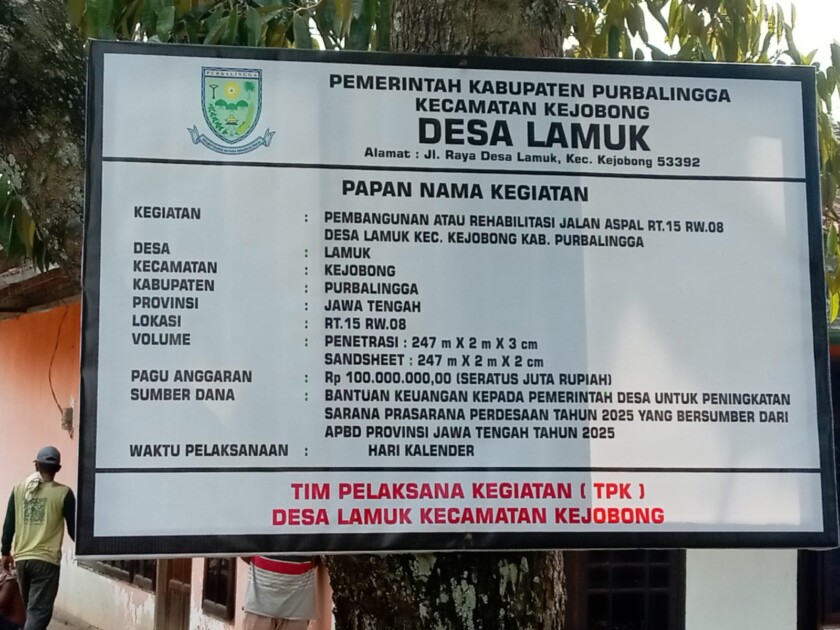 PURBALINGGA
PEMERINTAH KABUPATEN PURBALINGGA
KECAMATAN KEJOBONG
DESA LAMUK
Alamat : Jl. Raya Desa Lamuk, Kec. Kejobong 53392
PAPAN NAMA KEGIATAN
KEGIATAN : PEMBANGUNAN ATAU REHABILITASI JALAN ASPAL RT.15 RW.08
DESA LAMUK KEC. KEJOBONG KAB. PURBALINGGA
DESA : LAMUK
KECAMATAN : KEJOBONG
KABUPATEN : PURBALINGGA
PROVINSI : JAWA TENGAH
LOKASI : RT.15 RW.08
VOLUME : PENETRASI : 247 m X 2 m X 3 cm
SANDSHEET : 247 m X 2 m X 2 cm
PAGU ANGGARAN : Rp 100.000.000,00 (SERATUS JUTA RUPIAH)
SUMBER DANA : BANTUAN KEUANGAN KEPADA PEMERINTAH DESA UNTUK PENINGKATAN
SARANA PRASARANA PERDESAAN TAHUN 2025 YANG BERSUMBER DARI
APBD PROVINSI JAWA TENGAH TAHUN 2025
WAKTU PELAKSANAAN : HARI KALENDER
TIM PELAKSANA KEGIATAN ( TPK )
DESA LAMUK KECAMATAN KEJOBONG